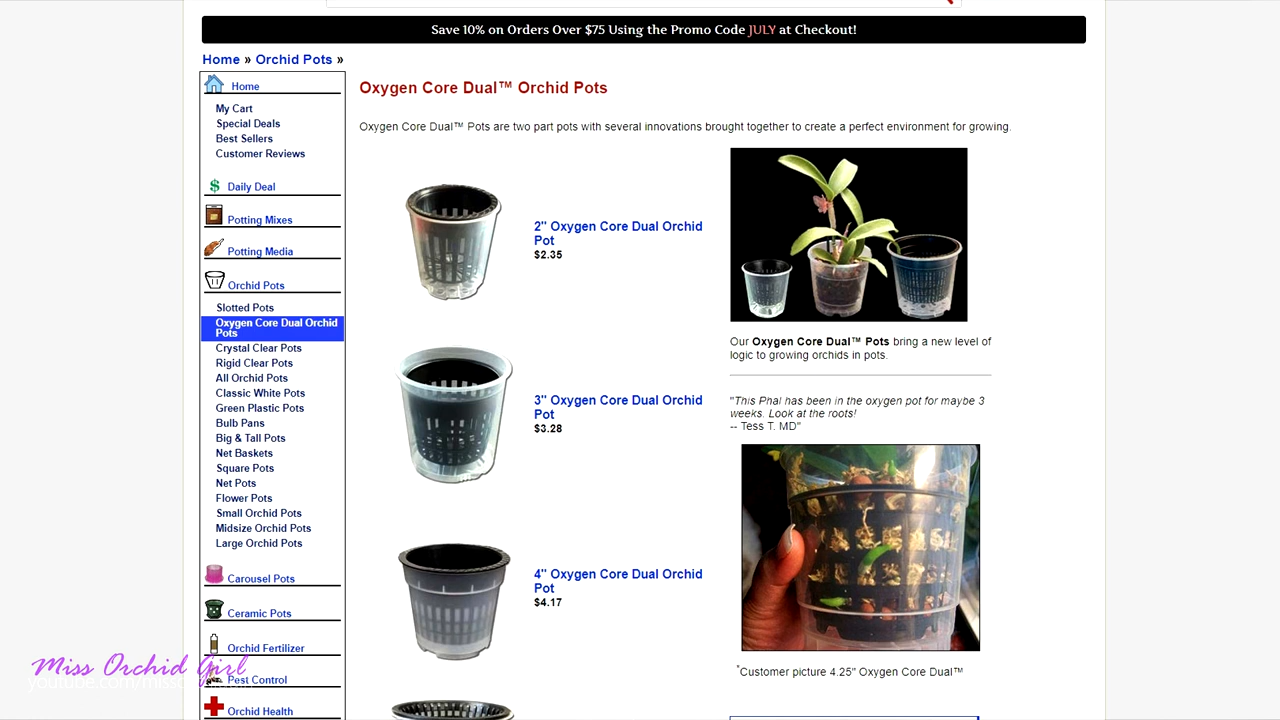 Save 10% on Orders Over $75 Using the Promo Code JULY at Checkout!
Home » Orchid Pots »
Home
My Cart
Special Deals
Best Sellers
Customer Reviews
Daily Deal
Potting Mixes
Potting Media
Orchid Pots
Slotted Pots
Oxygen Core Dual Orchid
Pots
Crystal Clear Pots
Rigid Clear Pots
All Orchid Pots
Classic White Pots
Green Plastic Pots
Bulb Pans
Big & Tall Pots
Net Baskets
Square Pots
Net Pots
Flower Pots
Small Orchid Pots
Midsize Orchid Pots
Large Orchid Pots
Carousel Pots
Ceramic Pots
Orchid Fertilizer
Pest Control
Orchid Health
Oxygen Core Dual™ Orchid Pots
Oxygen Core Dual™ Pots are two part pots with several innovations brought together to create a perfect environment for growing.
2" Oxygen Core Dual Orchid
Pot
$2.35
3" Oxygen Core Dual Orchid
Pot
$3.28
4" Oxygen Core Dual Orchid
Pot
$4.17
Our Oxygen Core Dual™ Pots bring a new level of
logic to growing orchids in pots.
"This Phal has been in the oxygen pot for maybe 3
weeks. Look at the roots!
-- Tess T. MD"
*Customer picture 4.25" Oxygen Core Dual™
Miss Orchid Girl